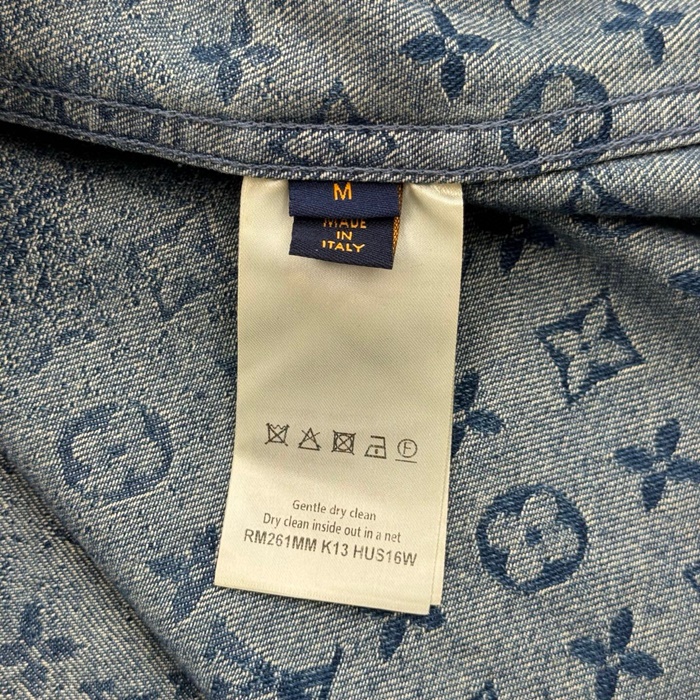 M
MADE
IN
ITALY
F
Gentle dry clean
Dry clean inside out in a net
RM261MM K13 HUS16W